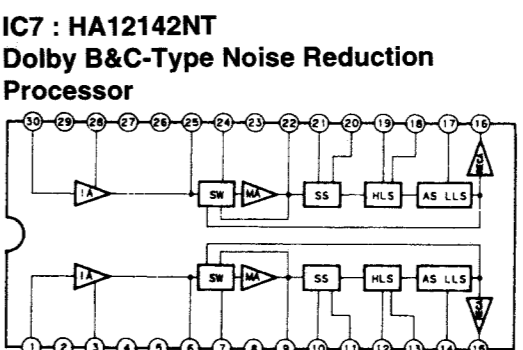 IC7 : HA12142NT
Dolby B&C-Type Noise Reduction
Processor
30 29 28 27 26 25 24 23 22 21 20 19 18 17 16
IA SW MA SS HLS AS LLS
IA SW MA SS HLS AS LLS
1 2 3 4 5 6 7 8 9 10 11 12 13 14 15